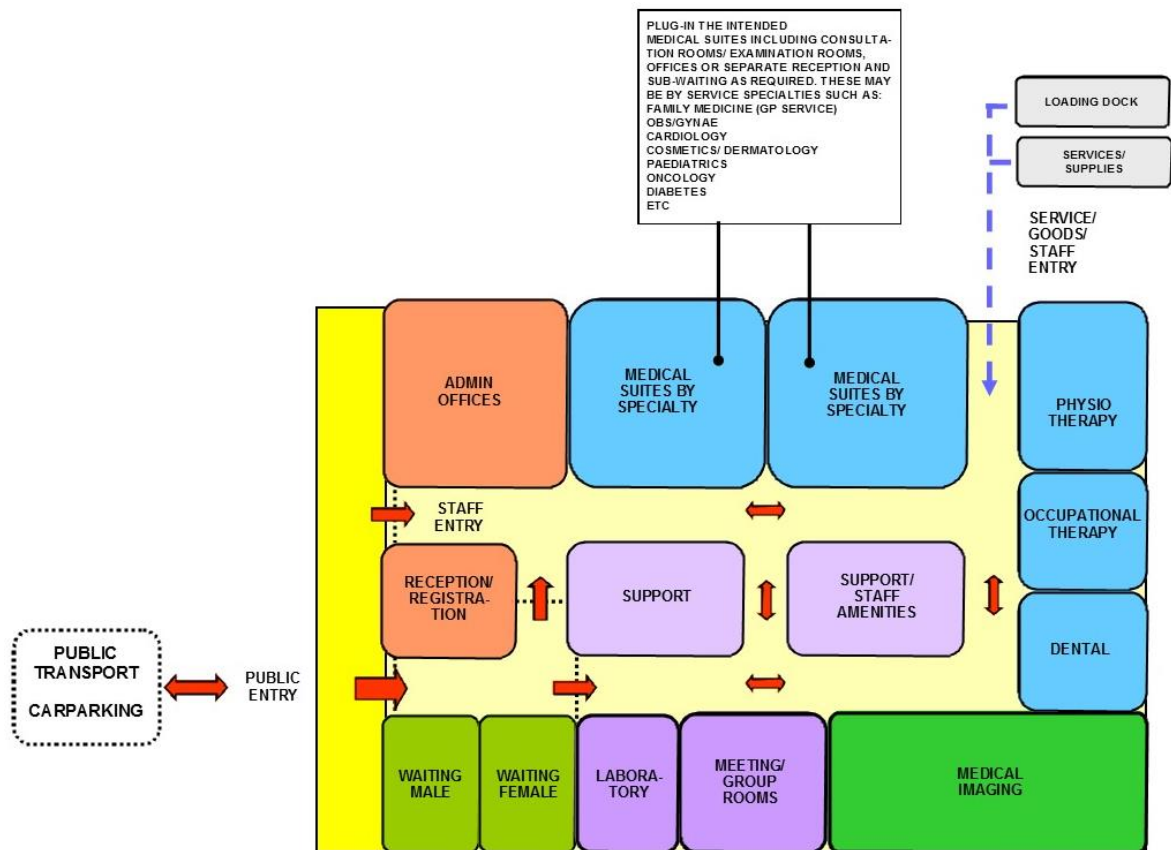 PLUG-IN THE INTENDED
MEDICAL SUITES INCLUDING CONSULTA-
TION ROOMS/ EXAMINATION ROOMS,
OFFICES OR SEPARATE RECEPTION AND
SUB-WAITING AS REQUIRED. THESE MAY
BE BY SERVICE SPECIALTIES SUCH AS:
FAMILY MEDICINE (GP SERVICE)
OBS/GYNAE
CARDIOLOGY
COSMETICS/ DERMATOLOGY
PAEDIATRICS
ONCOLOGY
DIABETES
ETC
LOADING DOCK
SERVICES/
SUPPLIES
SERVICE/
GOODS/
STAFF
ENTRY
ADMIN
OFFICES
MEDICAL
SUITES BY
SPECIALTY
MEDICAL
SUITES BY
SPECIALTY
PHYSIO
THERAPY
STAFF
ENTRY
OCCUPATIONAL
THERAPY
RECEPTION/
REGISTRA-
TION
SUPPORT
SUPPORT/
STAFF
AMENITIES
DENTAL
PUBLIC
TRANSPORT
CARPARKING
PUBLIC
ENTRY
WAITING
MALE
WAITING
FEMALE
LABORA-
TORY
MEETING/
GROUP
ROOMS
MEDICAL
IMAGING